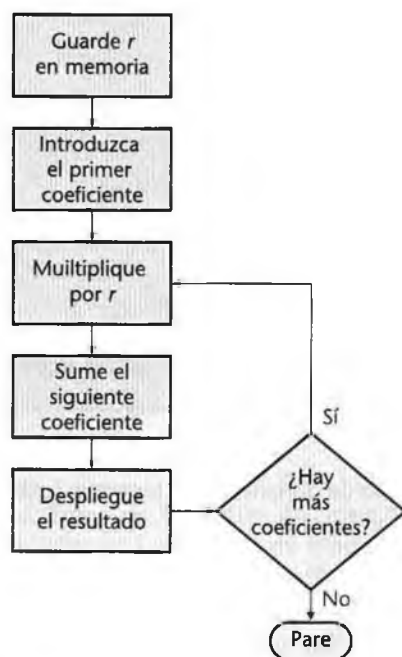 Guarde r
en memoria
Introduzca
el primer
coeficiente
Muiltiplique
por r
Sume el
siguiente
coeficiente
Despliegue
el resultado
¿Hay
más
coeficientes?
Sí
No
Pare